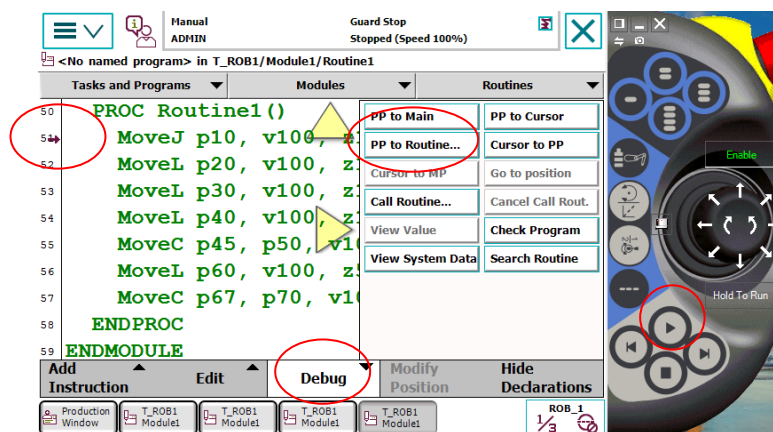 Manual
ADMIN
Guard Stop
Stopped (Speed 100%)
<No named program> in T_ROB1/Module1/Routine1
Tasks and Programs
Modules
Routines
50 PROC Routine1()
51 MoveJ p10, v100, z
52 MoveL p20, v100, z
53 MoveL p30, v100, z
54 MoveL p40, v100, z
55 MoveC p45, p50, v10
56 MoveL p60, v100, z5
57 MoveC p67, p70, v10
58 ENDPROC
59 ENDMODULE
PP to Main
PP to Cursor
PP to Routine...
Cursor to PP
Cursor to MP
Go to position
Call Routine...
Cancel Call Rout.
View Value
Check Program
View System Data
Search Routine
Add
Instruction
Edit
Debug
Modify
Position
Hide
Declarations
Production
Window
T_ROB1
Module1
T_ROB1
Module1
T_ROB1
Module1
T_ROB1
Module1
ROB_1
1/3
Enable
Hold To Run